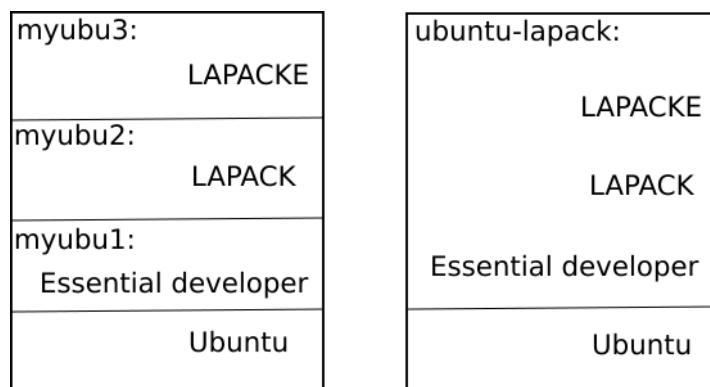 myubu3:
LAPACKE
myubu2:
LAPACK
myubu1:
Essential developer
Ubuntu
ubuntu-lapack:
LAPACKE
LAPACK
Essential developer
Ubuntu